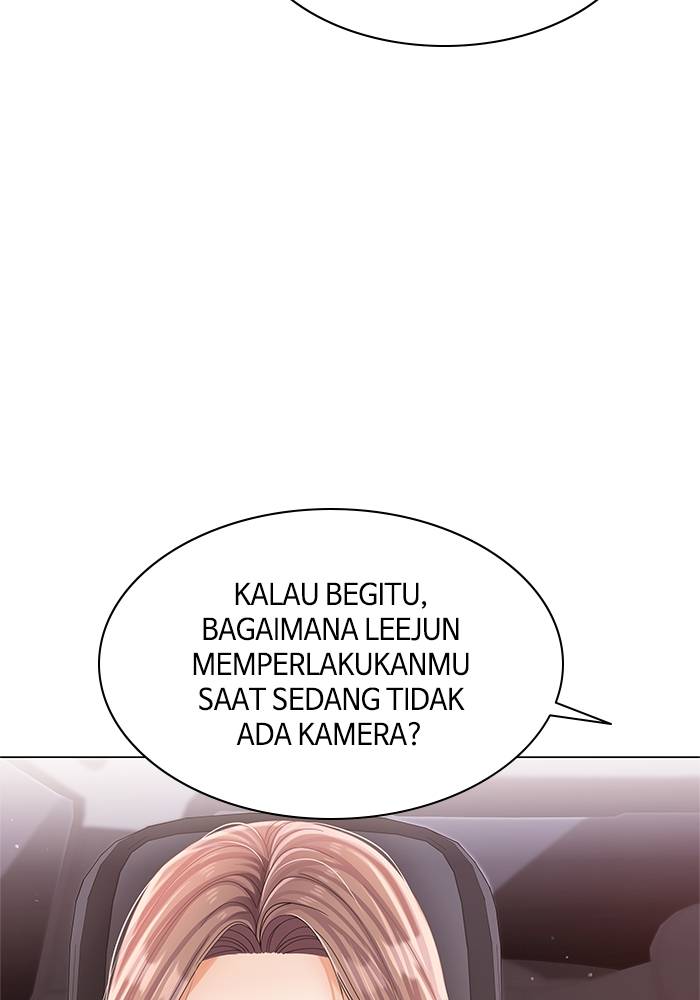 KALAU BEGITU,
BAGAIMANA LEEJUN
MEMPERLAKUKANMU
SAAT SEDANG TIDAK
ADA KAMERA?